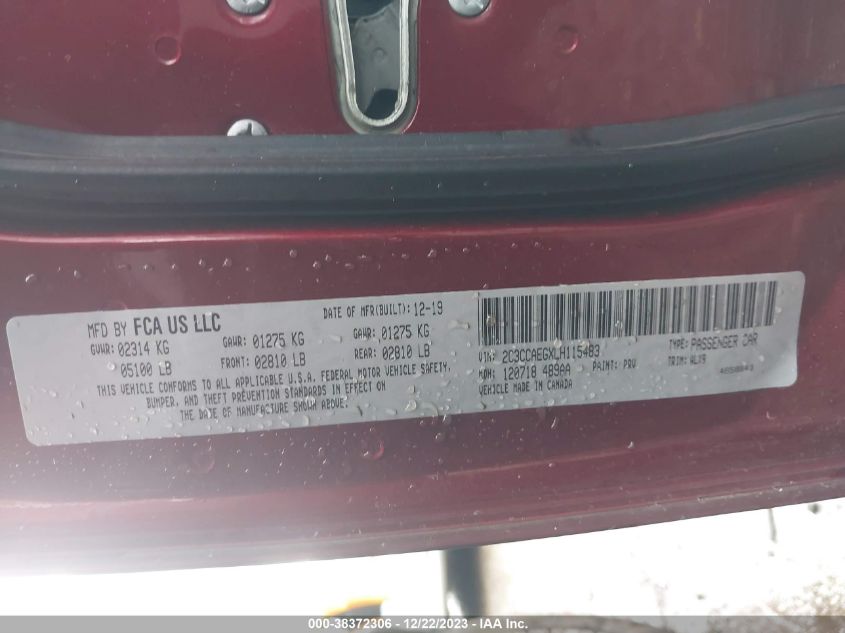 MFD BY FCA US LLC DATE OF MFR(BUILT): 12-19
GVWR: 02314 KG GAWR: 01275 KG GAWR: 01275 KG
05100 LB FRONT: 02810 LB REAR: 02810 LB
THIS VEHICLE CONFORMS TO ALL APPLICABLE U.S.A. FEDERAL MOTOR VEHICLE SAFETY,
BUMPER, AND THEFT PREVENTION STANDARDS IN EFFECT ON
THE DATE OF MANUFACTURE SHOWN ABOVE.
VIN: 2C3CCAEGXLH115483 TYPE: PASSENGER CAR
MDH: 120718 489AA PAINT: PRV TRIM: ALX9
VEHICLE MADE IN CANADA
000-38372306 - 12/22/2023 - IAA Inc.